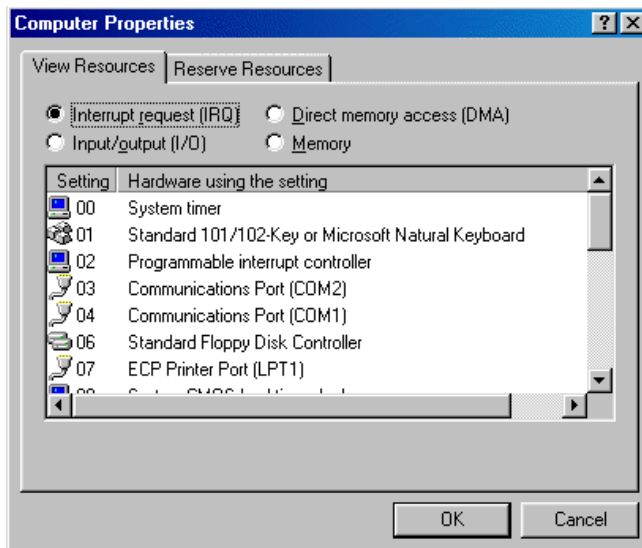 Computer Properties
View Resources Reserve Resources
Interrupt request (IRQ) Direct memory access (DMA)
Input/output (I/O) Memory
Setting Hardware using the setting
00 System timer
01 Standard 101/102-Key or Microsoft Natural Keyboard
02 Programmable interrupt controller
03 Communications Port (COM2)
04 Communications Port (COM1)
06 Standard Floppy Disk Controller
07 ECP Printer Port (LPT1)
OK Cancel